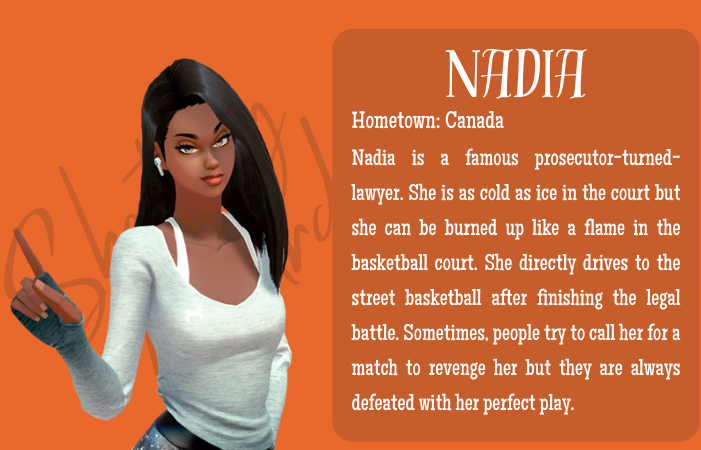 NADIA
Hometown: Canada
Nadia is a famous prosecutor-turned-
lawyer. She is as cold as ice in the court but
she can be burned up like a flame in the
basketball court. She directly drives to the
street basketball after finishing the legal
battle. Sometimes, people try to call her for a
match to revenge her but they are always
defeated with her perfect play.